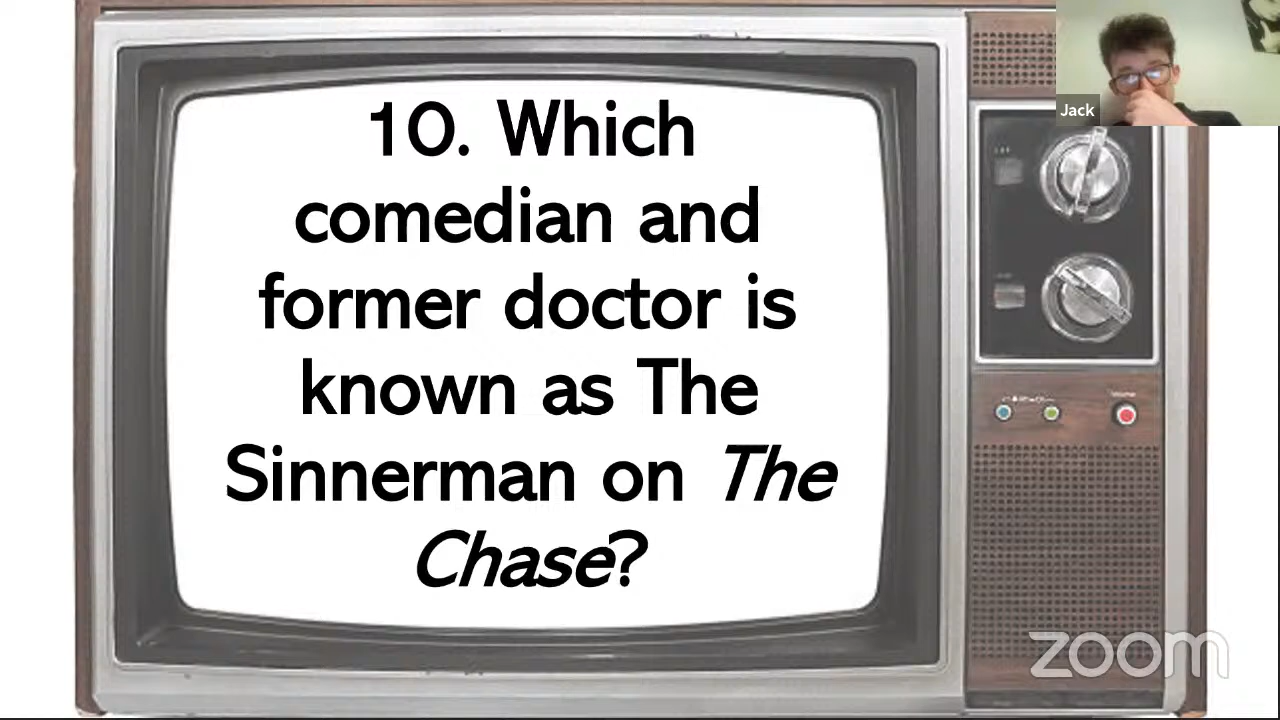 10. Which
comedian and
former doctor is
known as The
Sinnerman on The
Chase?
Jack
zoom